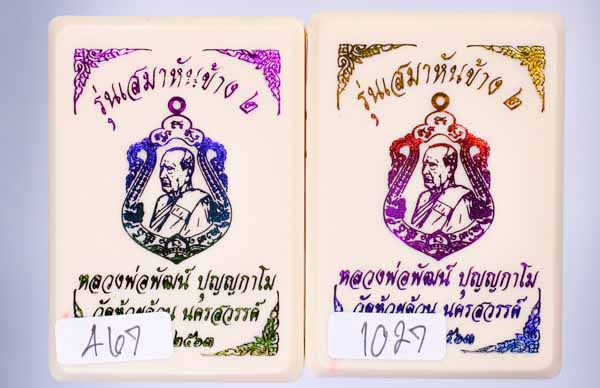 รุ่นเสมาหันข้าง ๒
หลวงพ่อพัฒน์ ปุญญกาโม
วัดห้วยด้วน นครสวรรค์
๒๕๖๓
A67
รุ่นเสมาหันข้าง ๒
หลวงพ่อพัฒน์ ปุญญกาโม
วัดห้วยด้วน นครสวรรค์
๖๓
1027